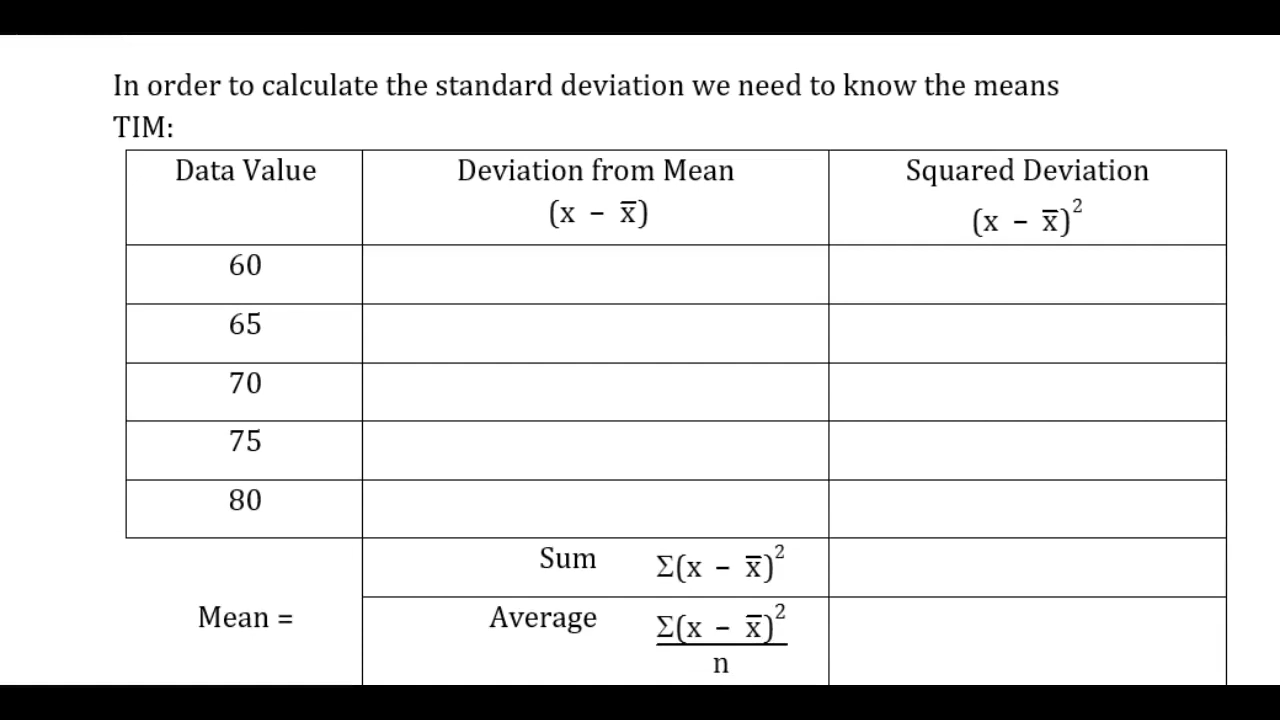 In order to calculate the standard deviation we need to know the means
TIM:
Data Value Deviation from Mean Squared Deviation
(x – x̅) (x – x̅)²
60
65
70
75
80
Sum Σ(x – x̅)²
Mean = Average Σ(x – x̅)²
n